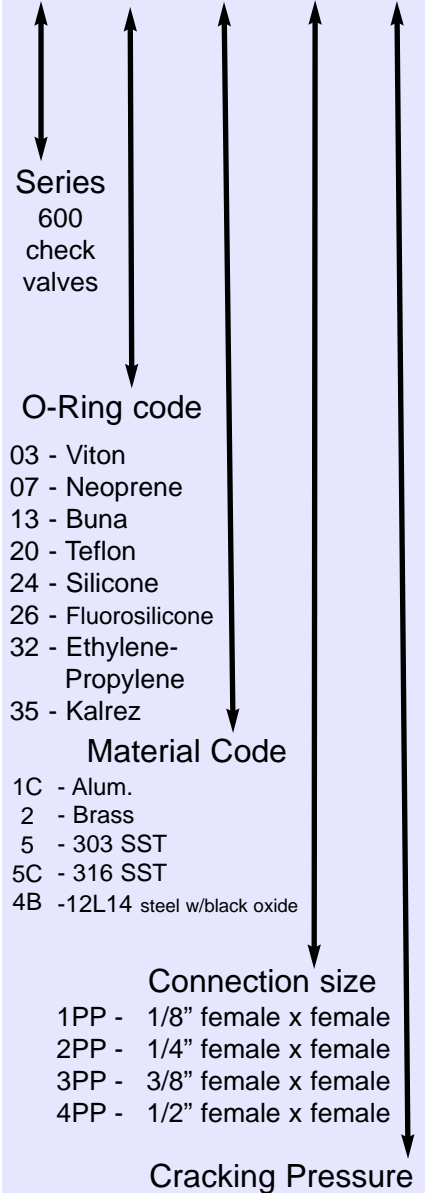 Series
600
check
valves
O-Ring code
03 - Viton
07 - Neoprene
13 - Buna
20 - Teflon
24 - Silicone
26 - Fluorosilicone
32 - Ethylene-
Propylene
35 - Kalrez
Material Code
1C - Alum.
2 - Brass
5 - 303 SST
5C - 316 SST
4B -12L14 steel w/black oxide
Connection size
1PP - 1/8” female x female
2PP - 1/4” female x female
3PP - 3/8” female x female
4PP - 1/2” female x female
Cracking Pressure